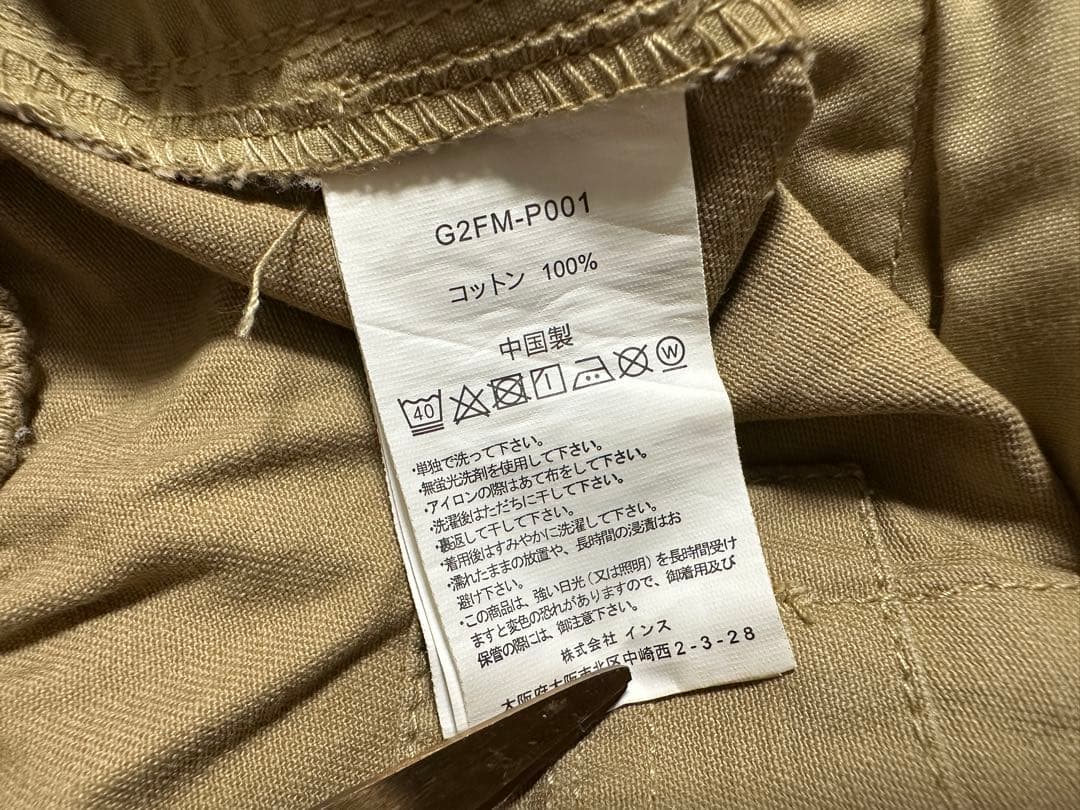 G2FM-P001
コットン 100%
中国製
40 W
・単独で洗って下さい。
・無蛍光洗剤を使用して下さい。
・アイロンの際はあて布をして下さい。
・洗濯後はただちに干して下さい。
・裏返して干して下さい。
・着用後はすみやかに洗濯して下さい。
・濡れたままの放置や、長時間の浸漬はお
避け下さい。
・この商品は、強い日光(又は照明)を長時間受け
ますと変色の恐れがありますので、御着用及び
保管の際には、御注意下さい。
株式会社 インス
大阪府大阪市北区中崎西2-3-28